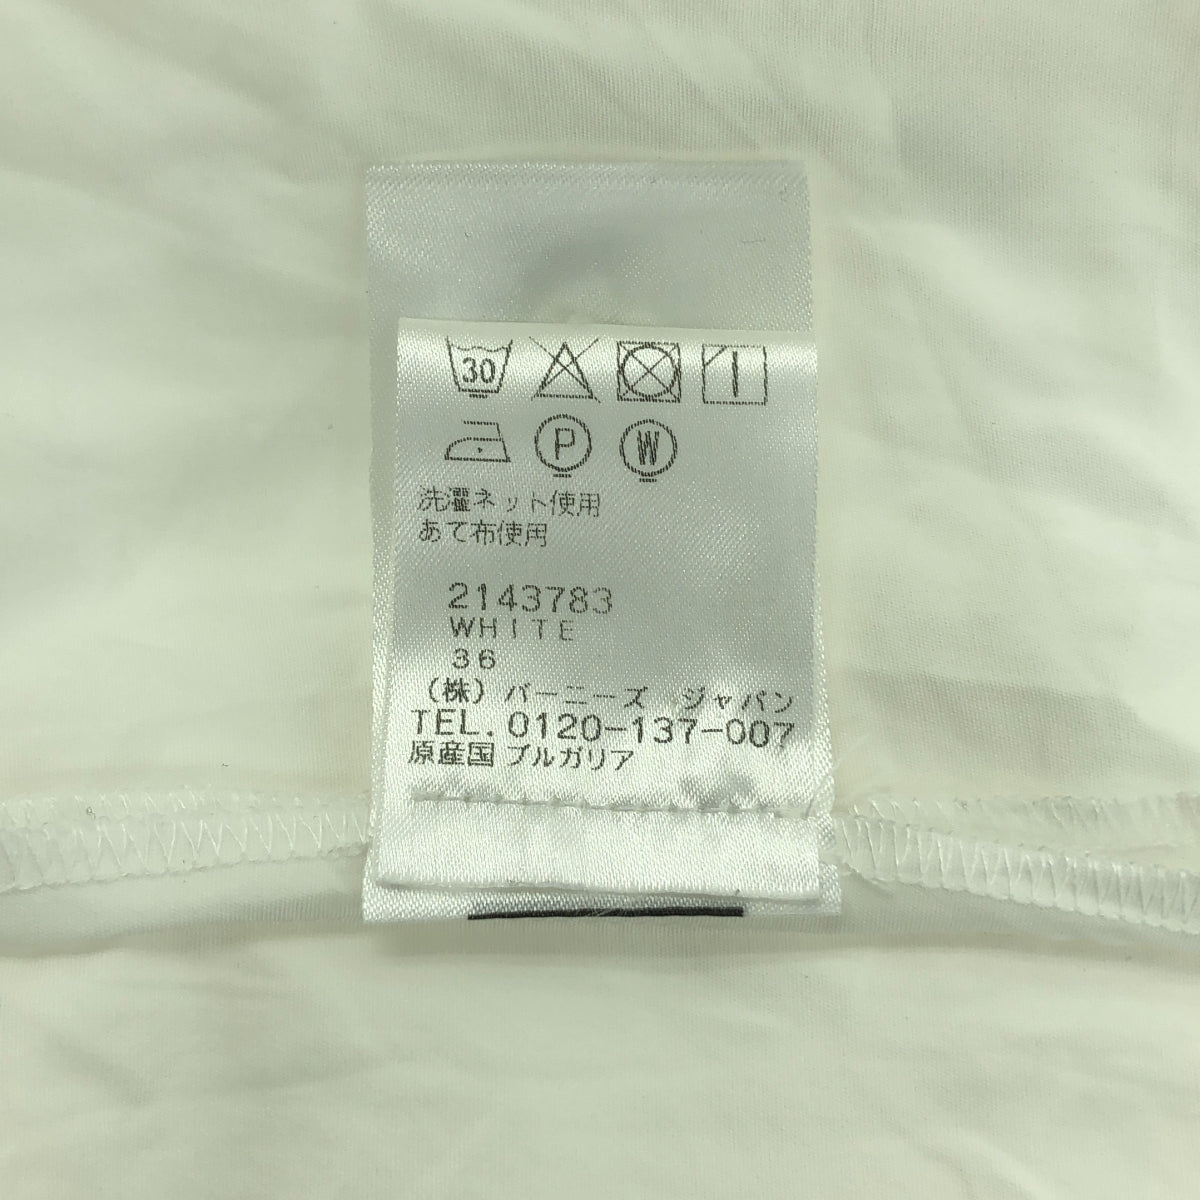 30
P W
洗濯ネット使用
あて布使用
2143783
WHITE
36
(株) バーニーズ ジャパン
TEL. 0120-137-007
原産国 ブルガリア